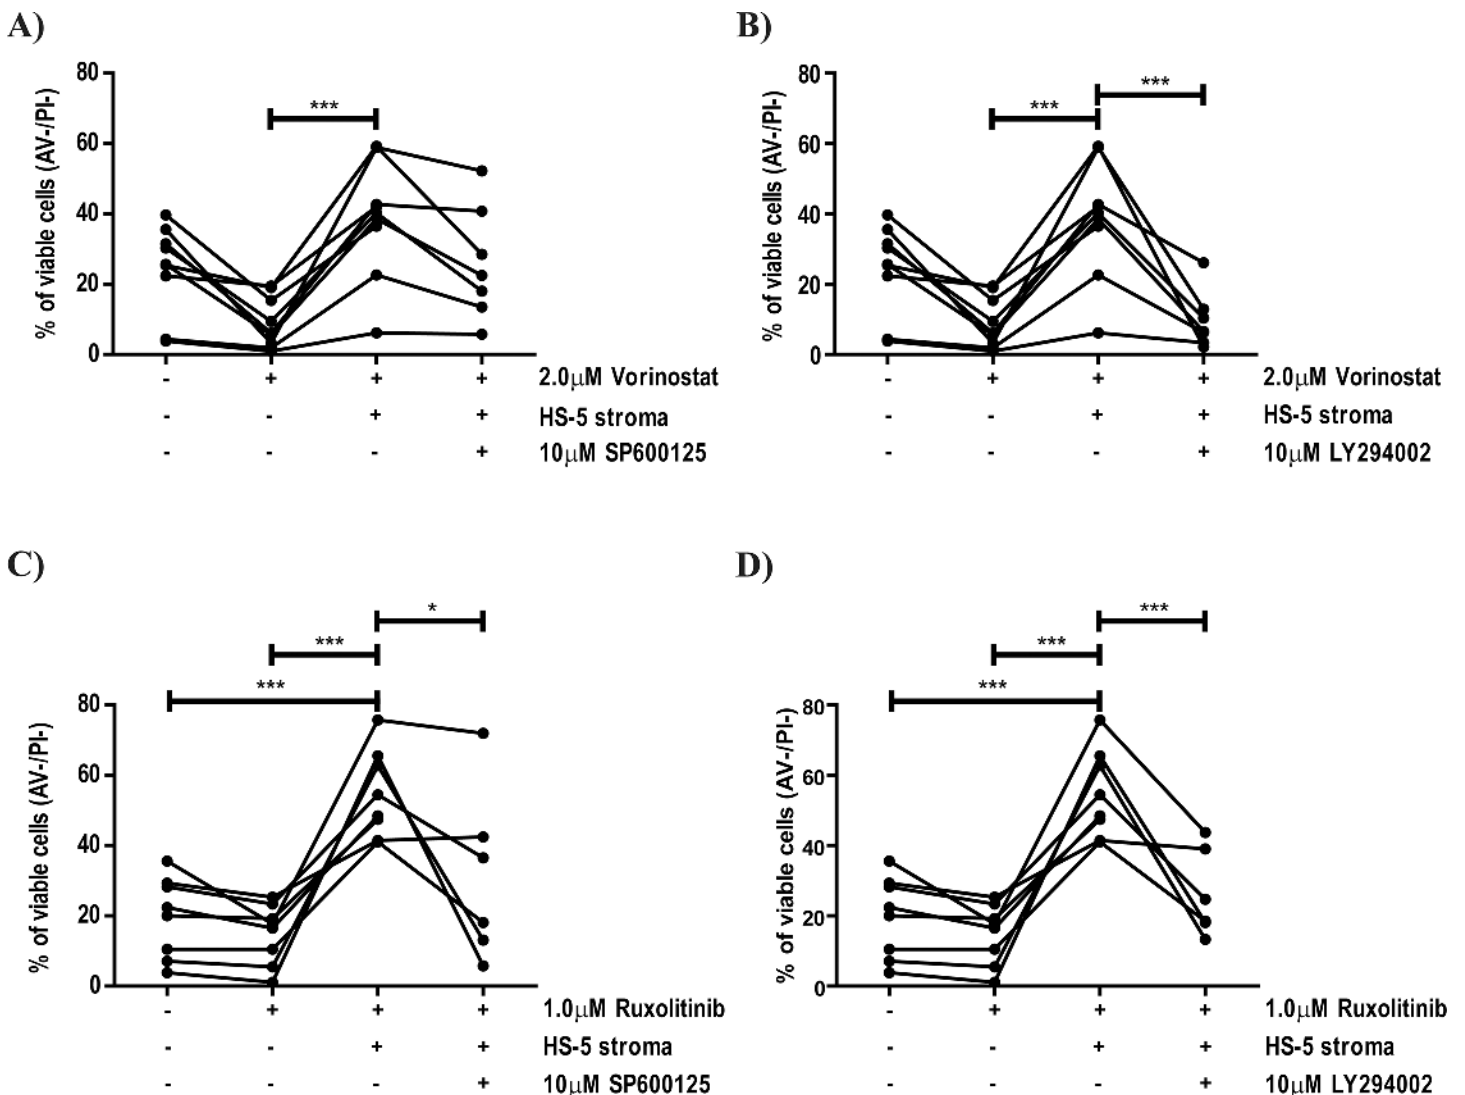 A)
B)
% of viable cells (AV-/PI-)
80
60
40
20
0
***
- + + + 2.0μM Vorinostat
- - + + HS-5 stroma
- - - + 10μM SP600125
% of viable cells (AV-/PI-)
80
60
40
20
0
***
***
- + + + 2.0μM Vorinostat
- - + + HS-5 stroma
- - - + 10μM LY294002
C)
D)
% of viable cells (AV-/PI-)
80
60
40
20
0
*
***
***
- + + + 1.0μM Ruxolitinib
- - + + HS-5 stroma
- - - + 10μM SP600125
% of viable cells (AV-/PI-)
80
60
40
20
0
***
***
***
- + + + 1.0μM Ruxolitinib
- - + + HS-5 stroma
- - - + 10μM LY294002